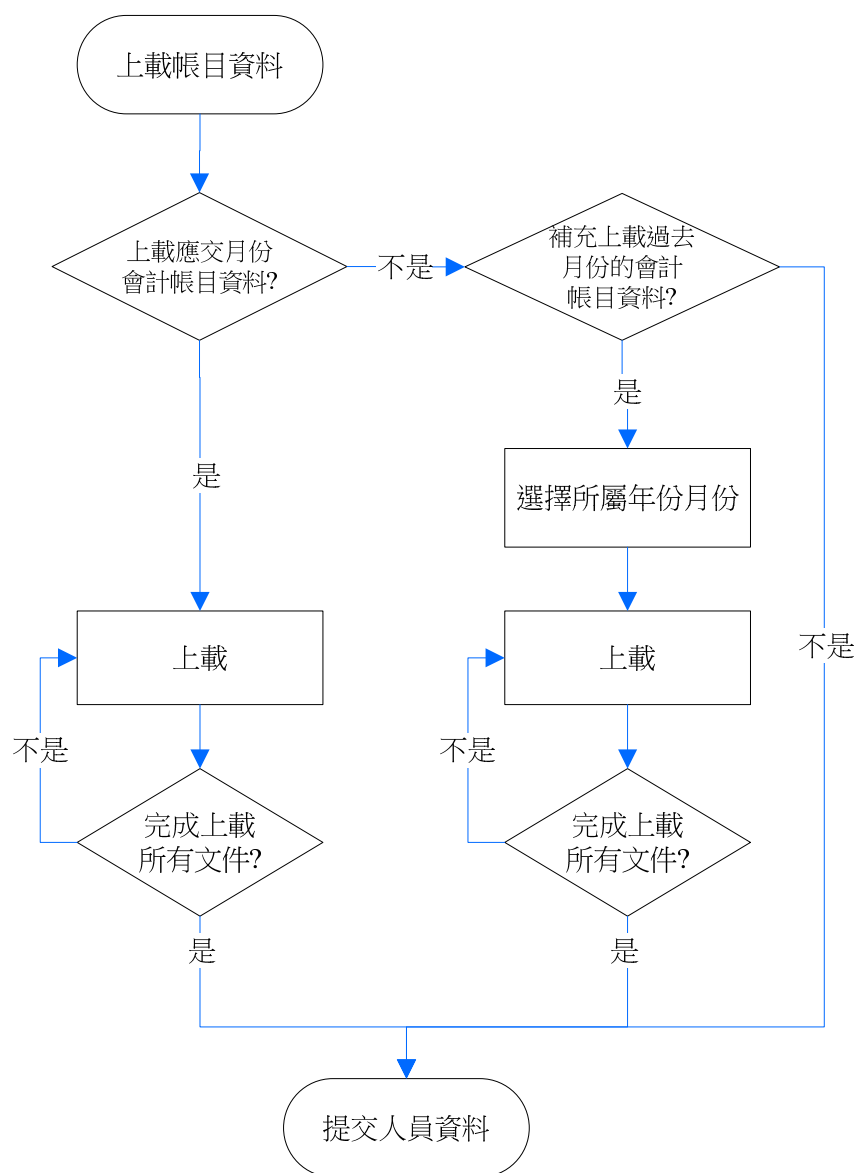 上載帳目資料
上載應交月份
會計帳目資料?
不是
補充上載過去
月份的會計
帳目資料?
是
是
選擇所屬年份月份
上載
上載
不是
不是
不是
完成上載
所有文件?
完成上載
所有文件?
是
是
提交人員資料